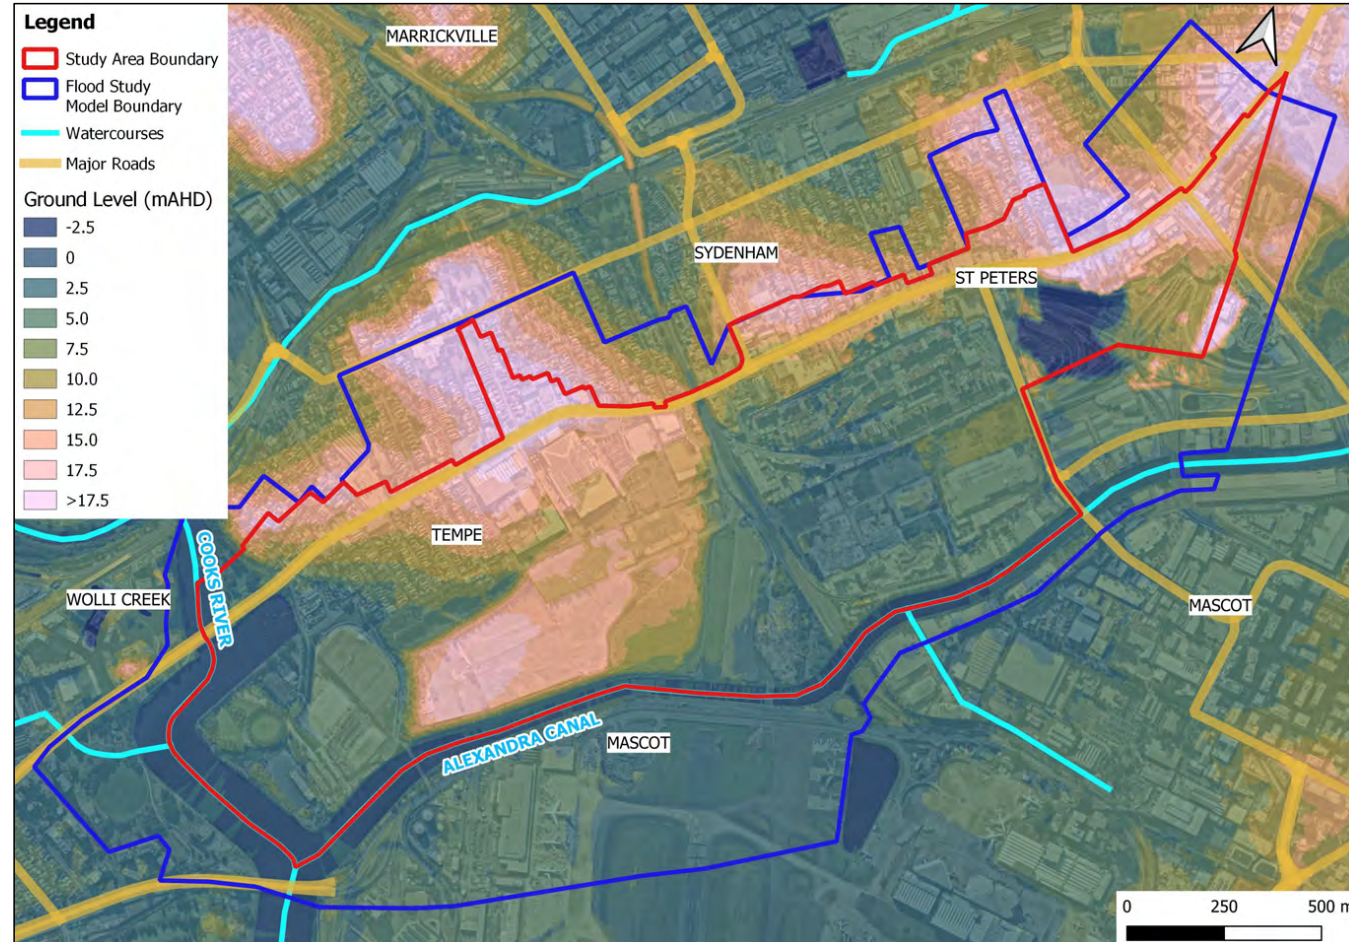 Legend
Study Area Boundary
Flood Study
Model Boundary
Watercourses
Major Roads
Ground Level (mAHD)
-2.5
0
2.5
5.0
7.5
10.0
12.5
15.0
17.5
>17.5
MARRICKVILLE
SYDENHAM
ST PETERS
TEMPE
COOKS RIVER
WOLLI CREEK
MASCOT
ALEXANDRA CANAL
MASCOT
0 250 500 m